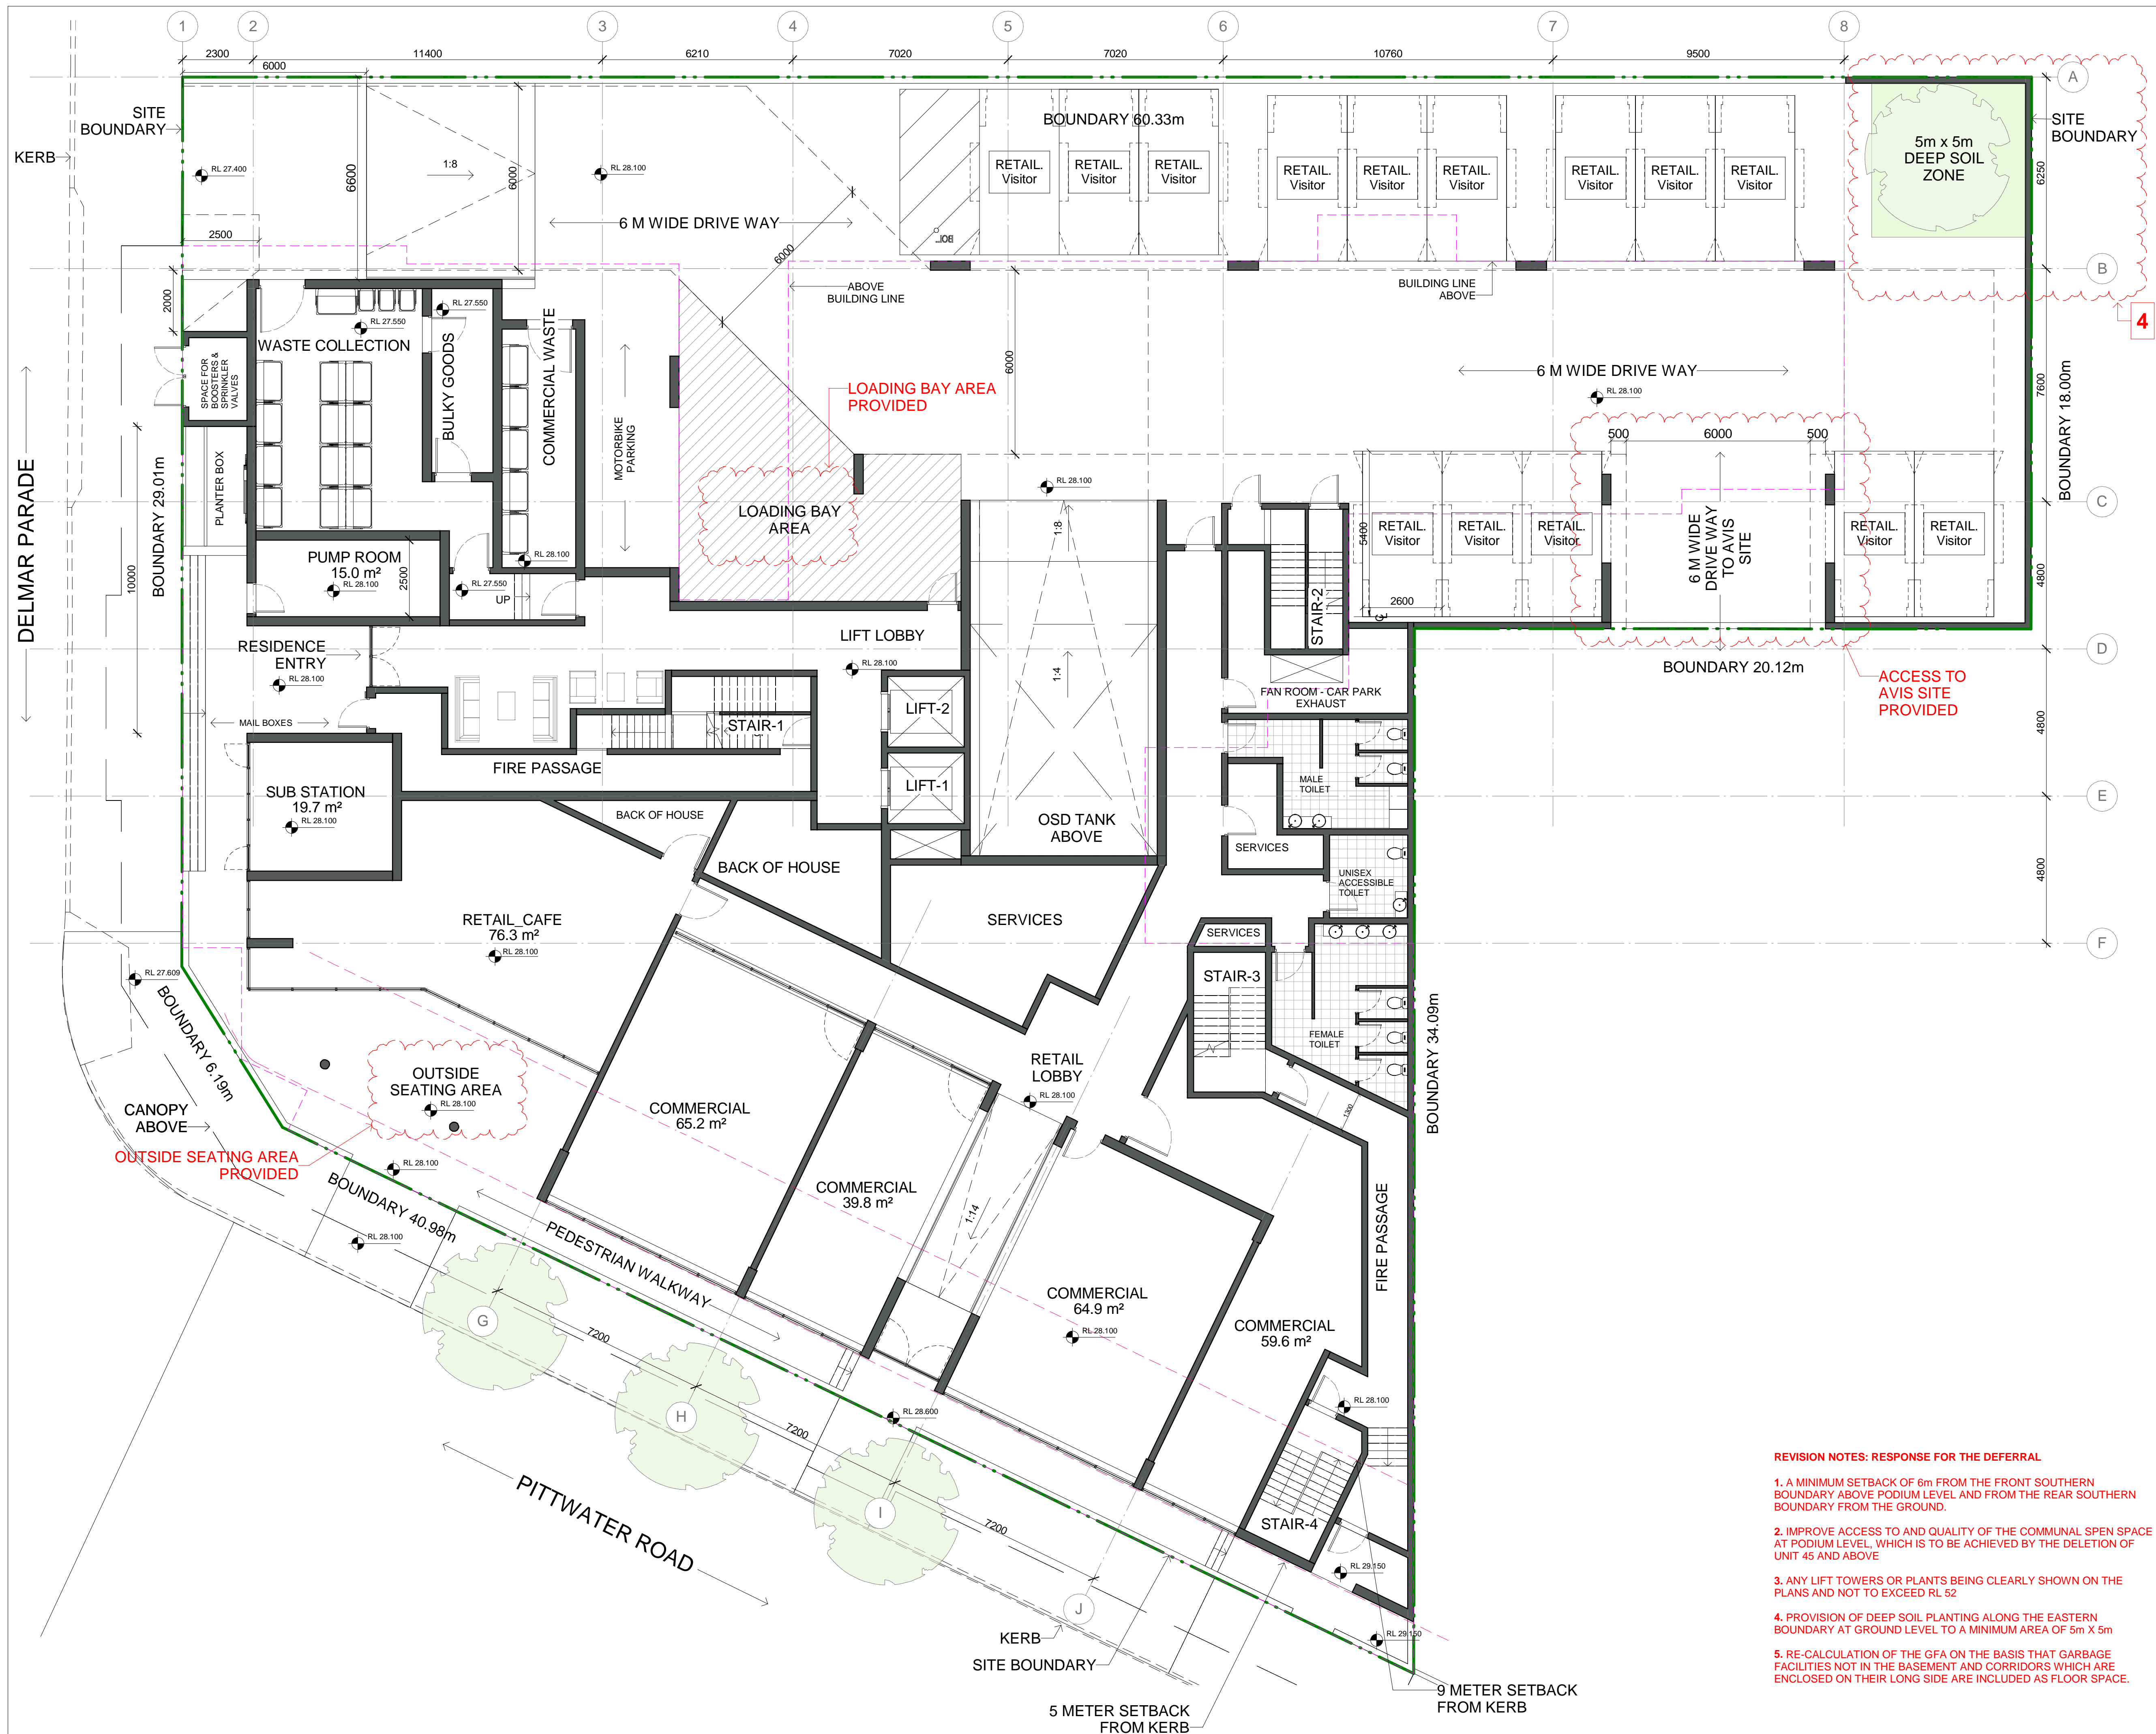 1
2
3
4
5
6
7
8
2300
11400
6210
7020
7020
10760
9500
6000
A
B
C
D
E
F
SITE
BOUNDARY
KERB
RL 27.400
1:8
6600
6000
RL 28.100
6 M WIDE DRIVE WAY
6000
BOUNDARY 60.33m
RETAIL.
Visitor
RETAIL.
Visitor
RETAIL.
Visitor
RETAIL.
Visitor
RETAIL.
Visitor
RETAIL.
Visitor
RETAIL.
Visitor
RETAIL.
Visitor
RETAIL.
Visitor
5m x 5m
DEEP SOIL
ZONE
SITE
BOUNDARY
6250
4
2500
2000
ABOVE
BUILDING LINE
BUILDING LINE
ABOVE
RL 27.550
RL 27.550
WASTE COLLECTION
BULKY GOODS
COMMERCIAL WASTE
SPACE FOR
BOOSTERS &
SPRINKLER
VALVES
PLANTER BOX
MOTORBIKE
PARKING
LOADING BAY AREA
PROVIDED
LOADING BAY
AREA
6000
6 M WIDE DRIVE WAY
RL 28.100
7600
BOUNDARY 18.00m
500
6000
500
DELMAR PARADE
BOUNDARY 29.01m
10000
PUMP ROOM
15.0 m²
RL 28.100
2500
RL 27.550
RL 28.100
UP
RL 28.100
1:8
1:4
5400
2600
RETAIL.
Visitor
RETAIL.
Visitor
RETAIL.
Visitor
6 M WIDE
DRIVE WAY
TO AVIS
SITE
RETAIL.
Visitor
RETAIL.
Visitor
4800
STAIR-2
RESIDENCE
ENTRY
RL 28.100
LIFT LOBBY
RL 28.100
BOUNDARY 20.12m
ACCESS TO
AVIS SITE
PROVIDED
MAIL BOXES
STAIR-1
LIFT-2
FAN ROOM - CAR PARK
EXHAUST
4800
FIRE PASSAGE
LIFT-1
MALE
TOILET
SUB STATION
19.7 m²
RL 28.100
BACK OF HOUSE
OSD TANK
ABOVE
SERVICES
BACK OF HOUSE
UNISEX
ACCESSIBLE
TOILET
4800
RETAIL_CAFE
76.3 m²
RL 28.100
SERVICES
SERVICES
STAIR-3
RL 27.609
BOUNDARY 6.19m
FEMALE
TOILET
BOUNDARY 34.09m
OUTSIDE
SEATING AREA
RL 28.100
RETAIL
LOBBY
RL 28.100
CANOPY
ABOVE
COMMERCIAL
65.2 m²
1300
OUTSIDE SEATING AREA
PROVIDED
RL 28.100
COMMERCIAL
39.8 m²
1:14
BOUNDARY 40.98m
RL 28.100
PEDESTRIAN WALKWAY
FIRE PASSAGE
COMMERCIAL
64.9 m²
RL 28.100
COMMERCIAL
59.6 m²
G
7200
H
RL 28.100
7200
RL 28.600
I
7200
STAIR-4
PITTWATER ROAD
RL 29.150
J
KERB
SITE BOUNDARY
RL 29.150
5 METER SETBACK
FROM KERB
9 METER SETBACK
FROM KERB
REVISION NOTES: RESPONSE FOR THE DEFERRAL
1. A MINIMUM SETBACK OF 6m FROM THE FRONT SOUTHERN
BOUNDARY ABOVE PODIUM LEVEL AND FROM THE REAR SOUTHERN
BOUNDARY FROM THE GROUND.
2. IMPROVE ACCESS TO AND QUALITY OF THE COMMUNAL SPEN SPACE
AT PODIUM LEVEL, WHICH IS TO BE ACHIEVED BY THE DELETION OF
UNIT 45 AND ABOVE
3. ANY LIFT TOWERS OR PLANTS BEING CLEARLY SHOWN ON THE
PLANS AND NOT TO EXCEED RL 52
4. PROVISION OF DEEP SOIL PLANTING ALONG THE EASTERN
BOUNDARY AT GROUND LEVEL TO A MINIMUM AREA OF 5m X 5m
5. RE-CALCULATION OF THE GFA ON THE BASIS THAT GARBAGE
FACILITIES NOT IN THE BASEMENT AND CORRIDORS WHICH ARE
ENCLOSED ON THEIR LONG SIDE ARE INCLUDED AS FLOOR SPACE.